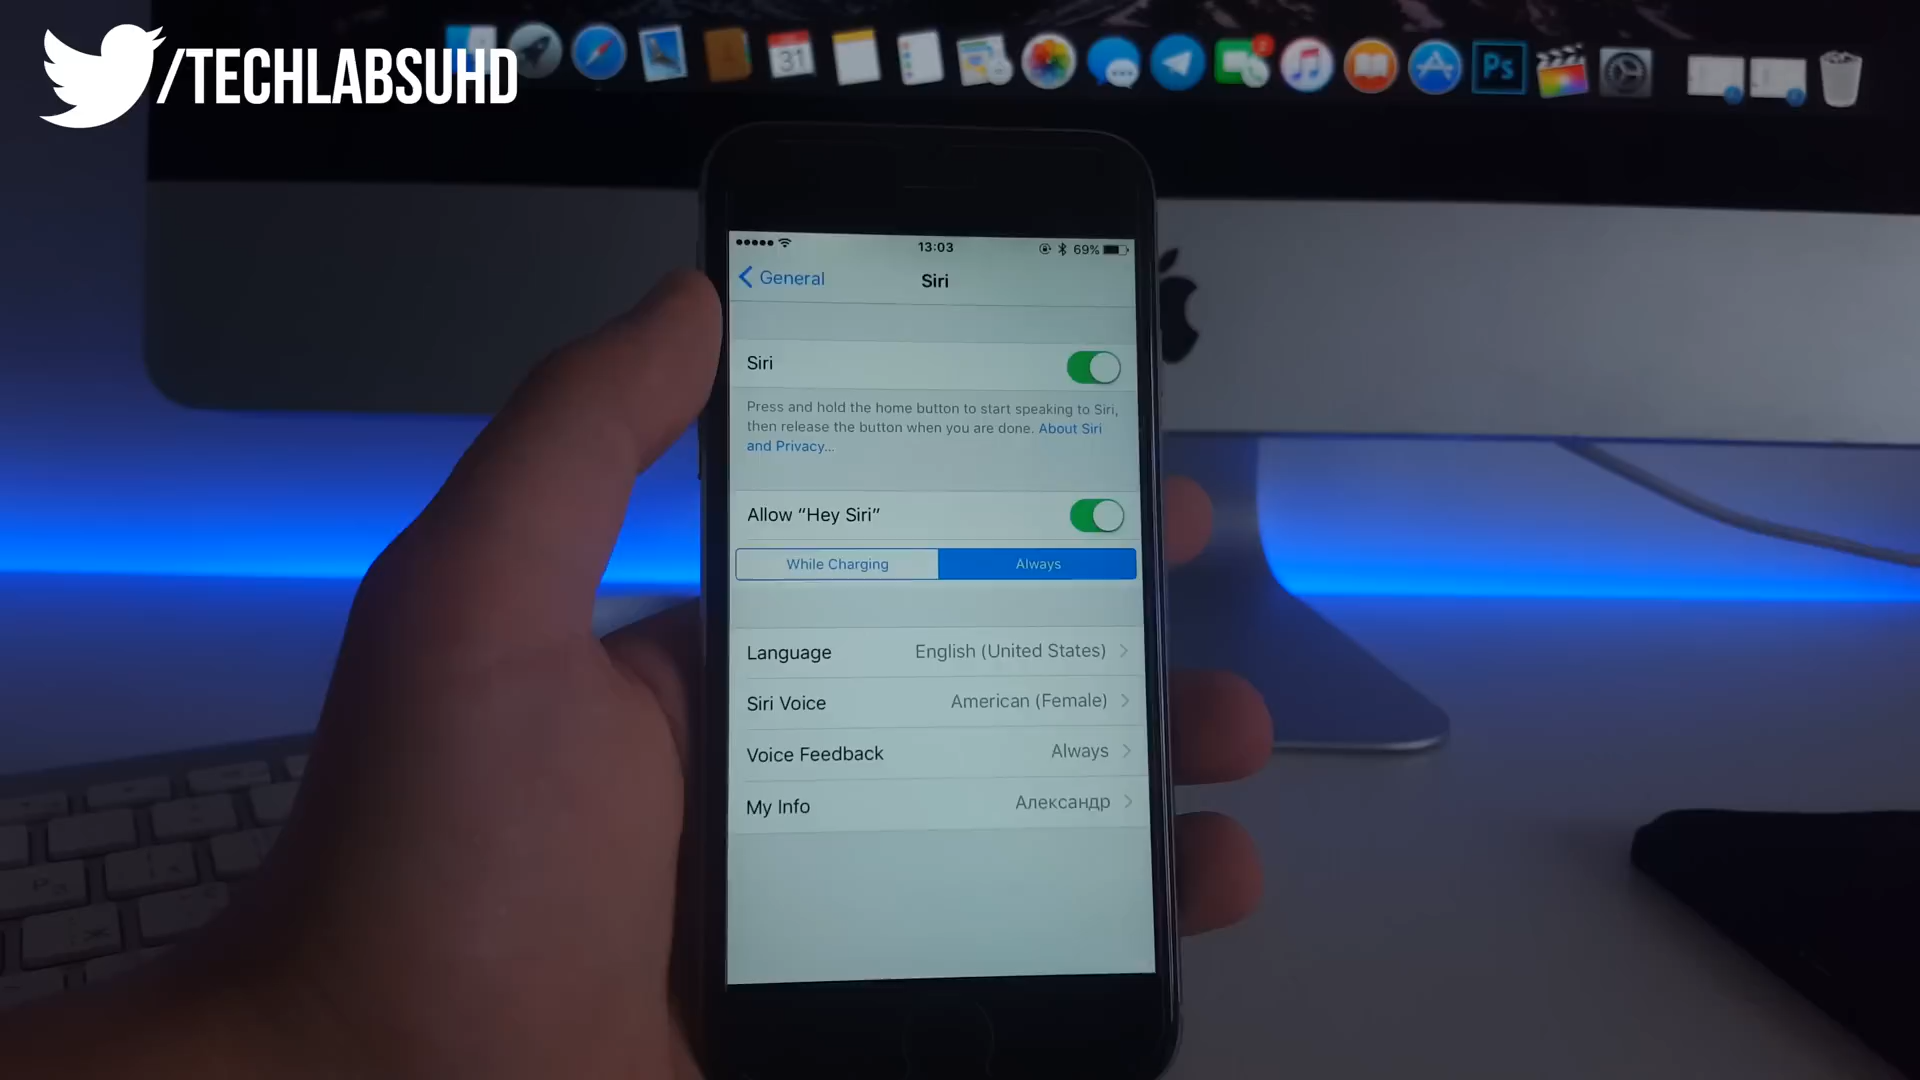 /TECHLABSUHD
31
Ps
13:03
69%
General
Siri
Siri
Press and hold the home button to start speaking to Siri,
then release the button when you are done. About Siri
and Privacy...
Allow “Hey Siri”
While Charging
Always
Language
English (United States)
Siri Voice
American (Female)
Voice Feedback
Always
My Info
Александр